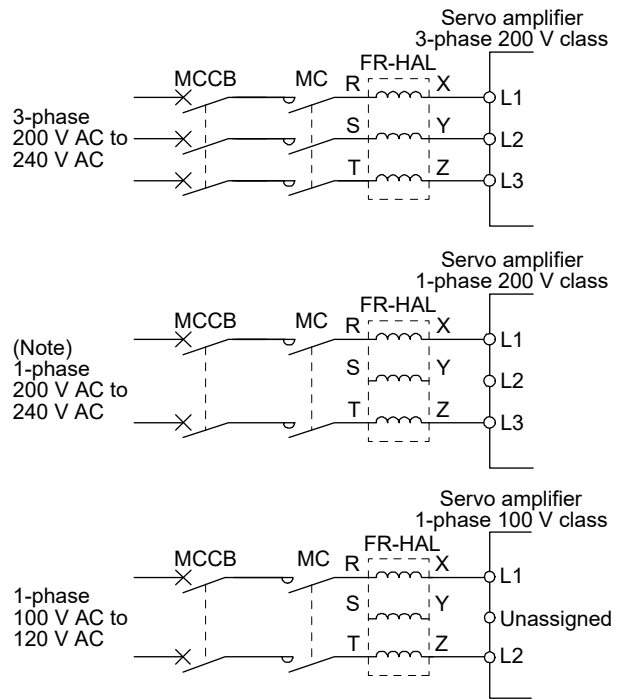 Servo amplifier
3-phase 200 V class
FR-HAL
MCCB
MC
R
X
L1
3-phase
200 V AC to
240 V AC
S
Y
L2
T
Z
L3
Servo amplifier
1-phase 200 V class
FR-HAL
MCCB
MC
R
X
L1
(Note)
1-phase
200 V AC to
240 V AC
S
Y
L2
T
Z
L3
Servo amplifier
1-phase 100 V class
FR-HAL
MCCB
MC
R
X
L1
1-phase
100 V AC to
120 V AC
S
Y
Unassigned
T
Z
L2